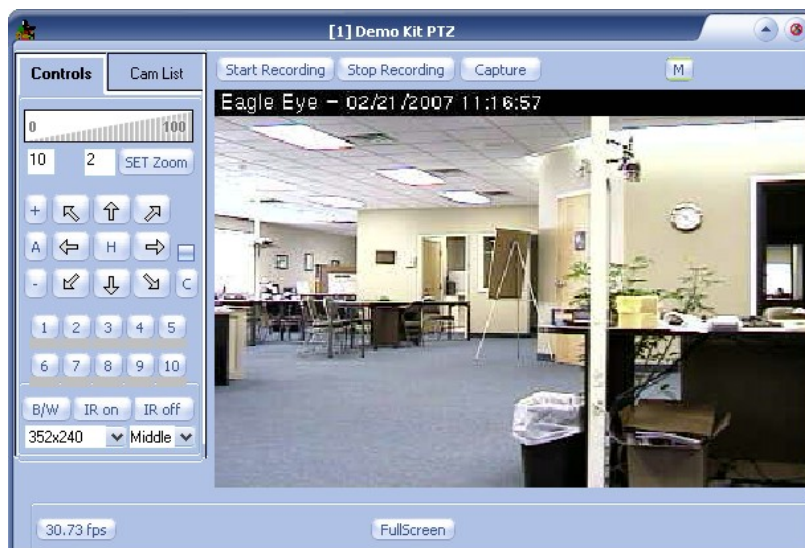 [1] Demo Kit PTZ
Controls
Cam List
Start Recording
Stop Recording
Capture
M
Eagle Eye - 02/21/2007 11:16:57
0 100
10 2 SET Zoom
+
A H
- C
1 2 3 4 5
6 7 8 9 10
B/W IR on IR off
352x240 Middle
30.73 fps
FullScreen